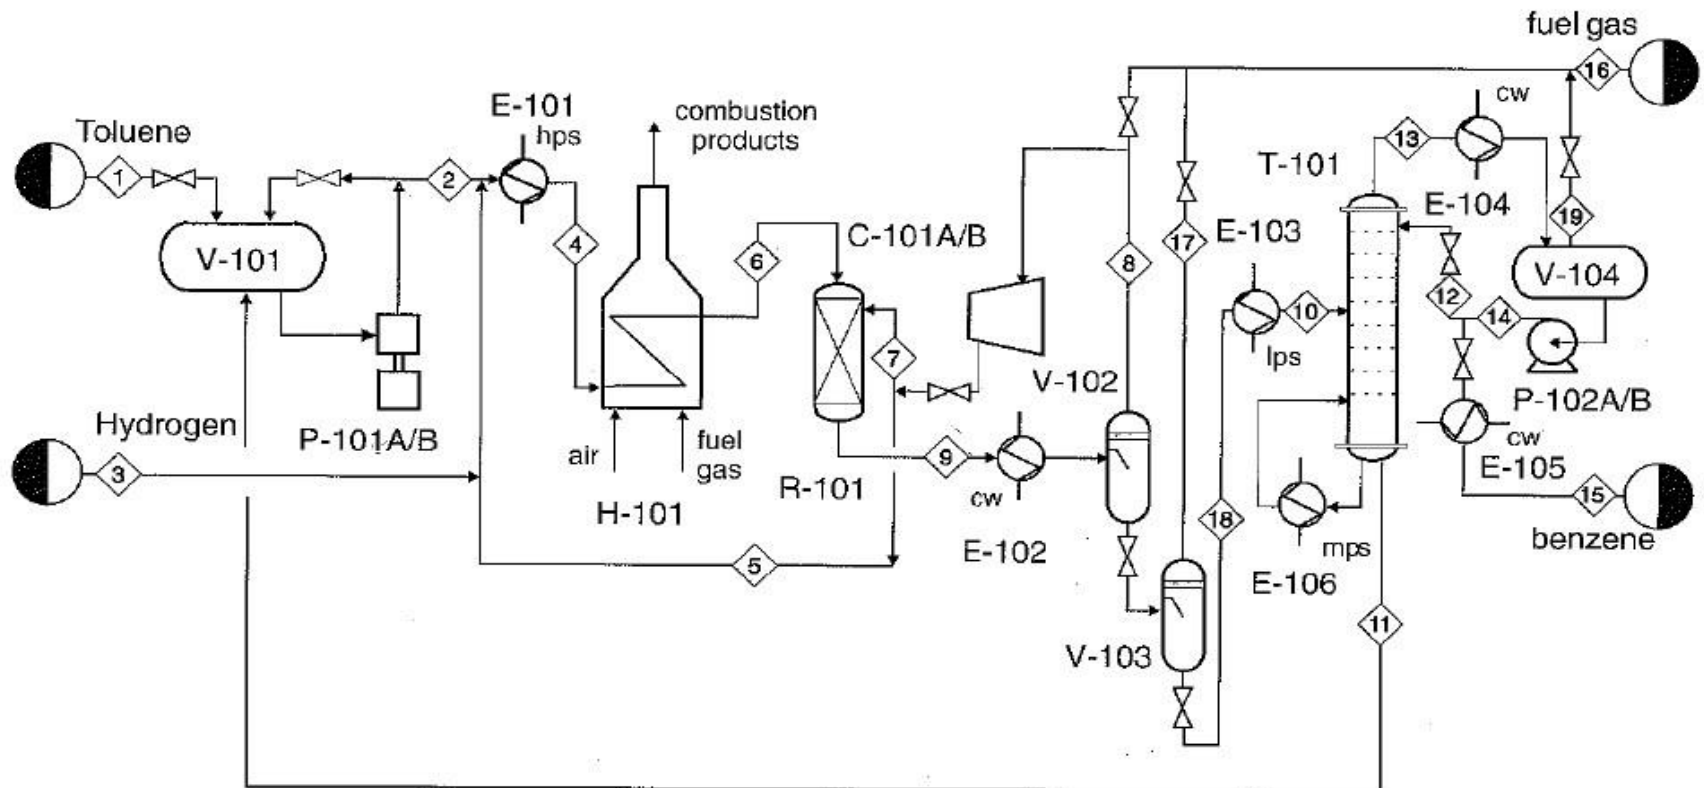 fuel gas
16
E-101
hps
combustion
products
cw
Toluene
13
1
2
T-101
V-101
E-104
19
C-101A/B
E-103
4
6
8
17
V-104
12
14
10
7
lps
V-102
P-102A/B
Hydrogen
P-101A/B
air
fuel
gas
3
9
cw
E-105
R-101
cw
H-101
18
15
benzene
E-102
mps
5
E-106
11
V-103